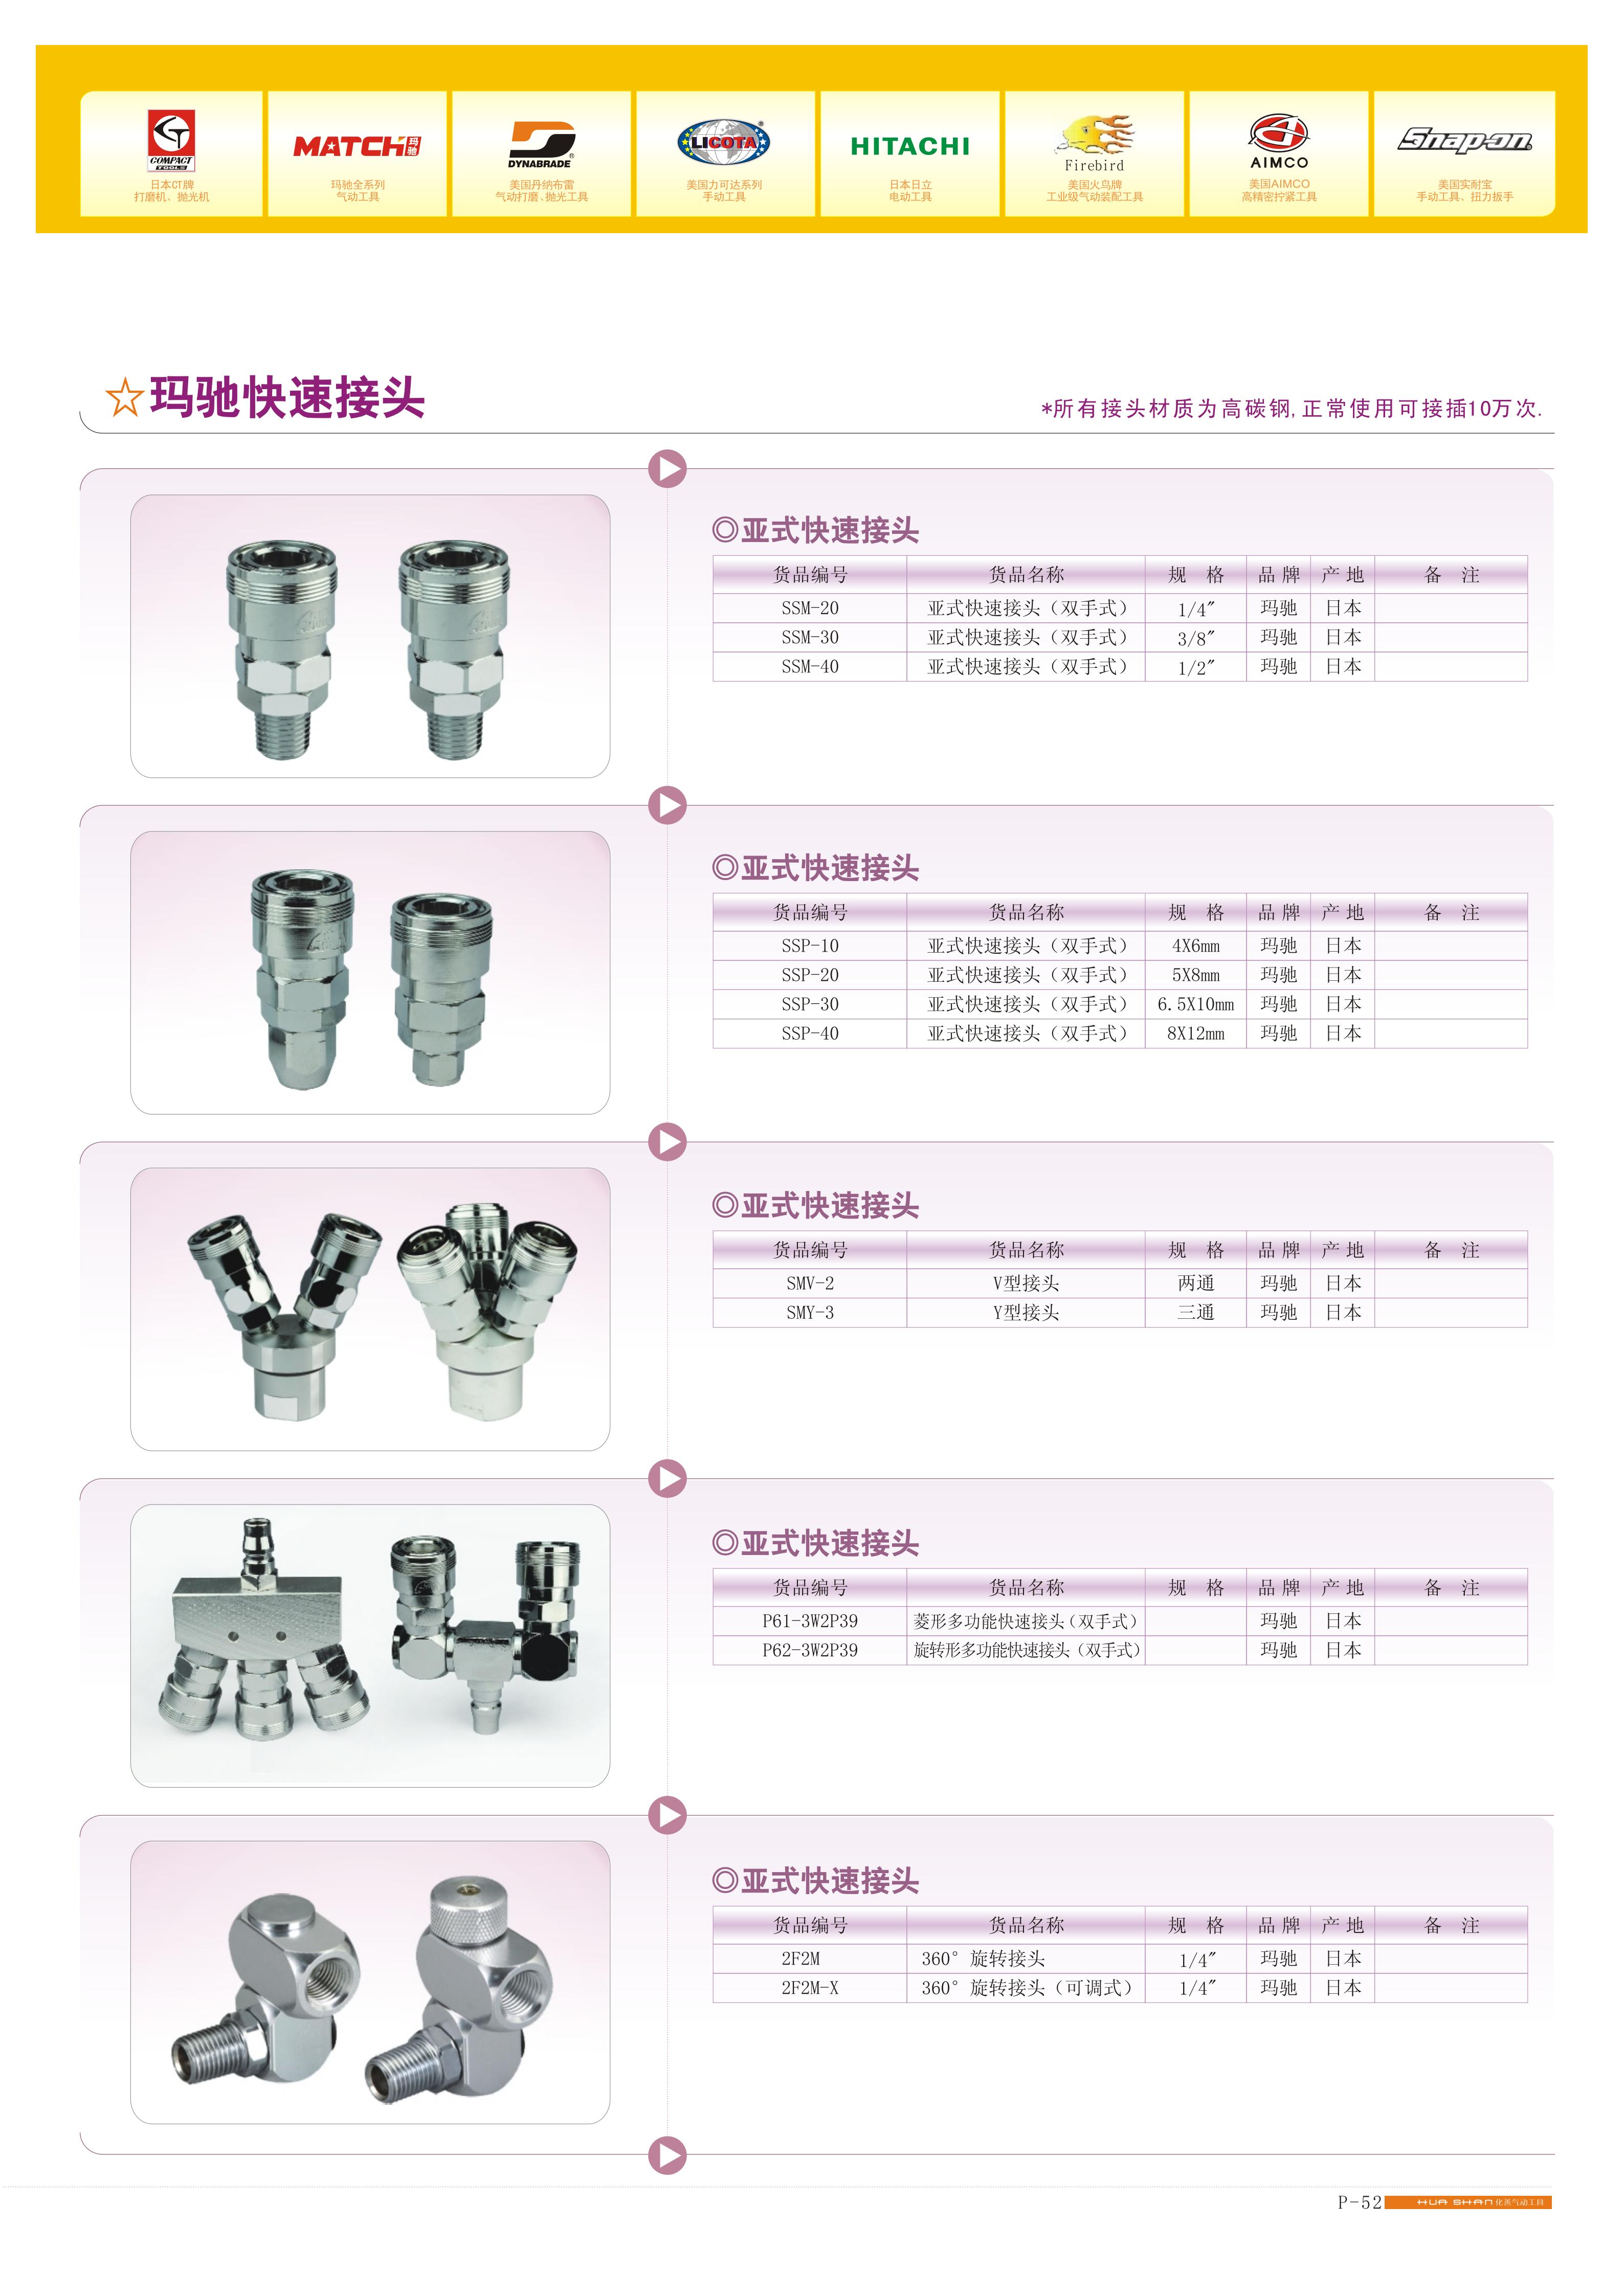 COMPACT
TOOLS
日本CT牌
打磨机、抛光机
MATCH 玛驰
玛驰全系列
气动工具
DYNABRADE®
美国丹纳布雷
气动打磨、抛光工具
LICOTA®
美国力可达系列
手动工具
HITACHI
日本日立
电动工具
Firebird
美国火鸟牌
工业级气动装配工具
AIMCO
美国AIMCO
高精密拧紧工具
Snap-on
美国实耐宝
手动工具、扭力扳手
☆玛驰快速接头
*所有接头材质为高碳钢,正常使用可接插10万次.
◎亚式快速接头
货品编号 货品名称 规 格 品 牌 产 地 备 注
SSM-20 亚式快速接头（双手式） 1/4″ 玛驰 日本
SSM-30 亚式快速接头（双手式） 3/8″ 玛驰 日本
SSM-40 亚式快速接头（双手式） 1/2″ 玛驰 日本
◎亚式快速接头
货品编号 货品名称 规 格 品 牌 产 地 备 注
SSP-10 亚式快速接头（双手式） 4X6mm 玛驰 日本
SSP-20 亚式快速接头（双手式） 5X8mm 玛驰 日本
SSP-30 亚式快速接头（双手式） 6.5X10mm 玛驰 日本
SSP-40 亚式快速接头（双手式） 8X12mm 玛驰 日本
◎亚式快速接头
货品编号 货品名称 规 格 品 牌 产 地 备 注
SMV-2 V型接头 两通 玛驰 日本
SMY-3 Y型接头 三通 玛驰 日本
◎亚式快速接头
货品编号 货品名称 规 格 品 牌 产 地 备 注
P61-3W2P39 菱形多功能快速接头（双手式） 玛驰 日本
P62-3W2P39 旋转形多功能快速接头（双手式） 玛驰 日本
◎亚式快速接头
货品编号 货品名称 规 格 品 牌 产 地 备 注
2F2M 360°旋转接头 1/4″ 玛驰 日本
2F2M-X 360°旋转接头（可调式） 1/4″ 玛驰 日本
P-52 HUA SHAN 化善气动工具